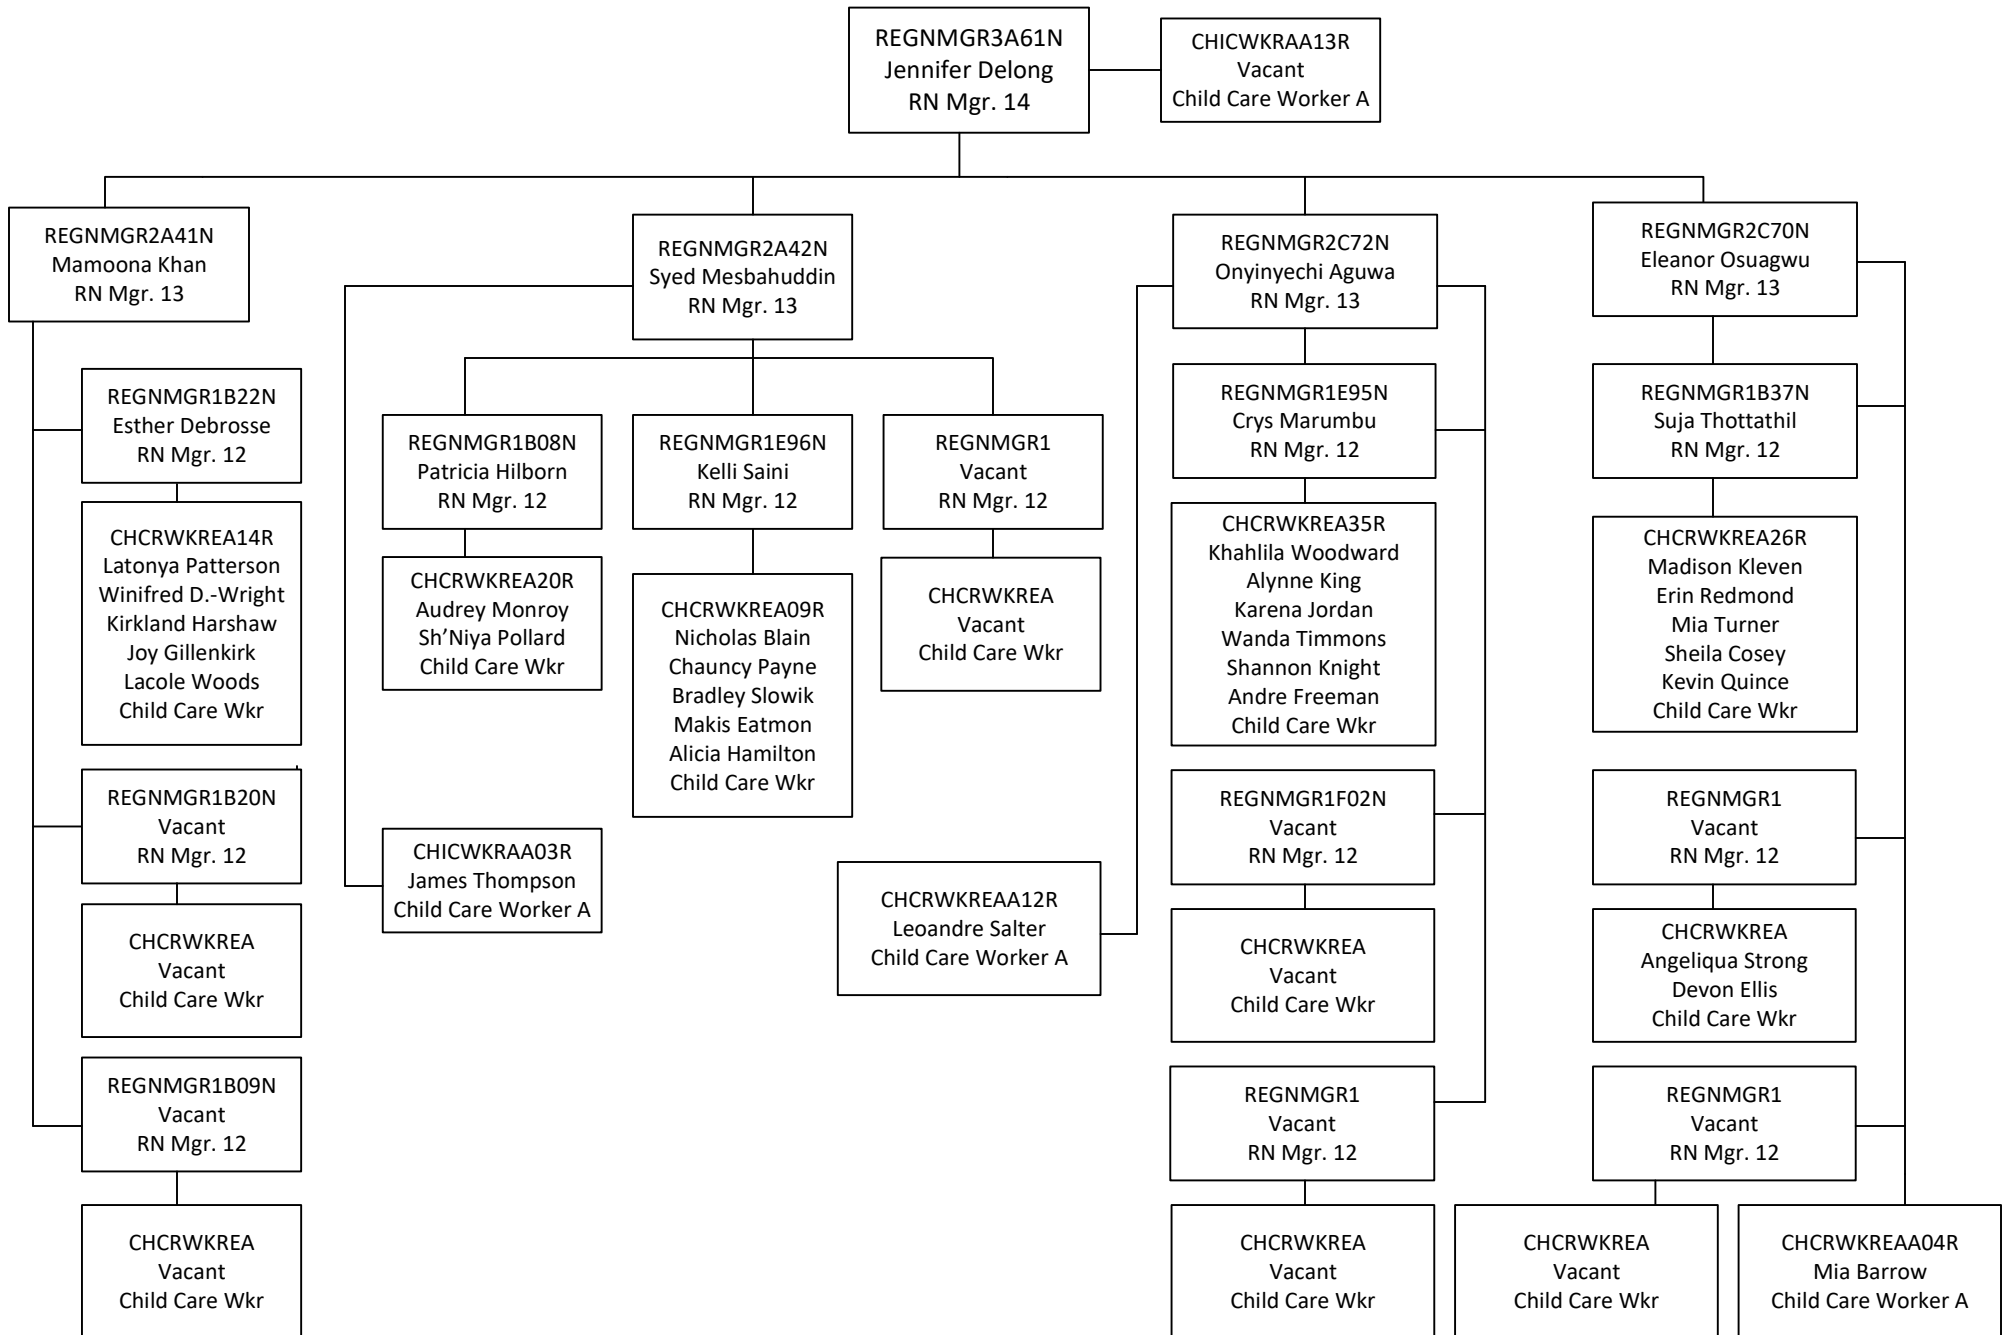 REGNMGR3A61N
Jennifer Delong
RN Mgr. 14
CHICWKRAA13R
Vacant
Child Care Worker A
REGNMGR2A41N
Mamoona Khan
RN Mgr. 13
REGNMGR1B22N
Esther Debrosse
RN Mgr. 12
CHCRWKREA14R
Latonya Patterson
Winifred D.-Wright
Kirkland Harshaw
Joy Gillenkirk
Lacole Woods
Child Care Wkr
REGNMGR1B20N
Vacant
RN Mgr. 12
CHCRWKREA
Vacant
Child Care Wkr
REGNMGR1B09N
Vacant
RN Mgr. 12
CHCRWKREA
Vacant
Child Care Wkr
REGNMGR2A42N
Syed Mesbahuddin
RN Mgr. 13
REGNMGR1B08N
Patricia Hilborn
RN Mgr. 12
CHCRWKREA20R
Audrey Monroy
Sh’Niya Pollard
Child Care Wkr
REGNMGR1E96N
Kelli Saini
RN Mgr. 12
CHCRWKREA09R
Nicholas Blain
Chauncy Payne
Bradley Slowik
Makis Eatmon
Alicia Hamilton
Child Care Wkr
REGNMGR1
Vacant
RN Mgr. 12
CHCRWKREA
Vacant
Child Care Wkr
CHICWKRAA03R
James Thompson
Child Care Worker A
REGNMGR2C72N
Onyinyechi Aguwa
RN Mgr. 13
REGNMGR1E95N
Crys Marumbu
RN Mgr. 12
CHCRWKREA35R
Khahlila Woodward
Alynne King
Karena Jordan
Wanda Timmons
Shannon Knight
Andre Freeman
Child Care Wkr
CHCRWKREAA12R
Leoandre Salter
Child Care Worker A
REGNMGR1F02N
Vacant
RN Mgr. 12
CHCRWKREA
Vacant
Child Care Wkr
REGNMGR1
Vacant
RN Mgr. 12
CHCRWKREA
Vacant
Child Care Wkr
REGNMGR2C70N
Eleanor Osuagwu
RN Mgr. 13
REGNMGR1B37N
Suja Thottathil
RN Mgr. 12
CHCRWKREA26R
Madison Kleven
Erin Redmond
Mia Turner
Sheila Cosey
Kevin Quince
Child Care Wkr
REGNMGR1
Vacant
RN Mgr. 12
CHCRWKREA
Angeliqua Strong
Devon Ellis
Child Care Wkr
REGNMGR1
Vacant
RN Mgr. 12
CHCRWKREA
Vacant
Child Care Wkr
CHCRWKREAA04R
Mia Barrow
Child Care Worker A